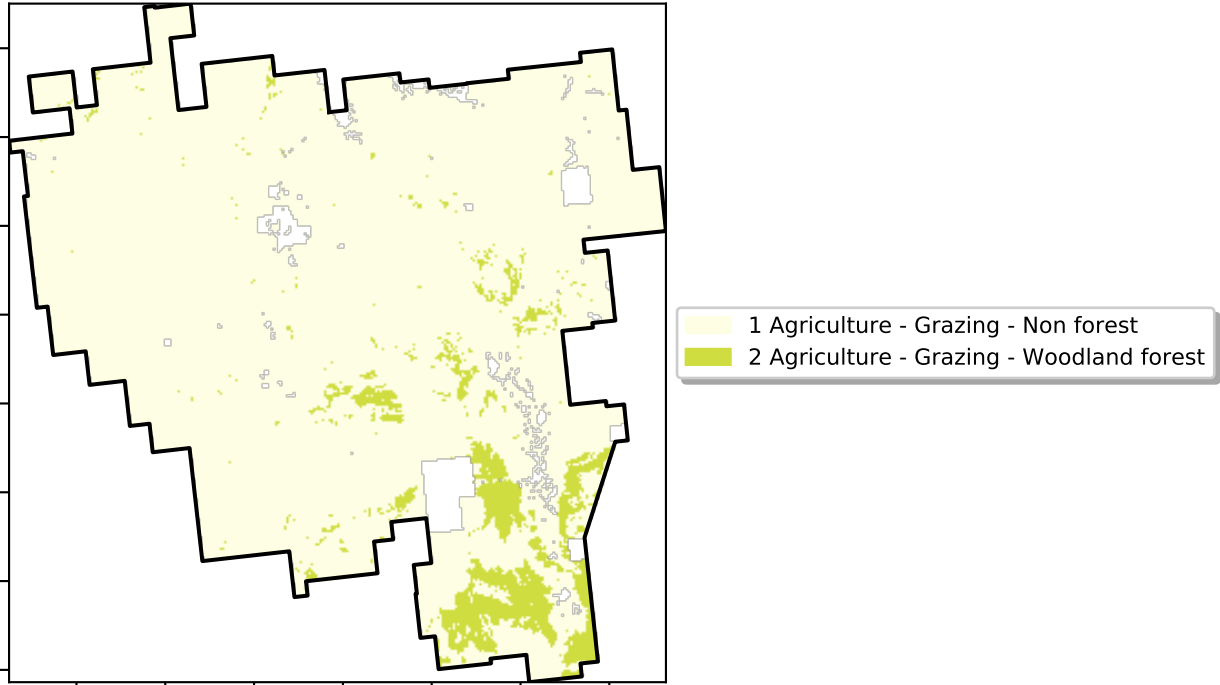 1 Agriculture - Grazing - Non forest
2 Agriculture - Grazing - Woodland forest